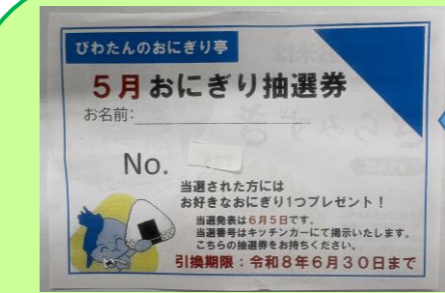 びわたんのおにぎり亭
5月おにぎり抽選券
お名前:
No.
当選された方には
お好きなおにぎり1つプレゼント！
当選発表は6月5日です。
当選番号はキッチンカーにて掲示いたします。
こちらの抽選券をお持ちください。
引換期限：令和8年6月30日まで